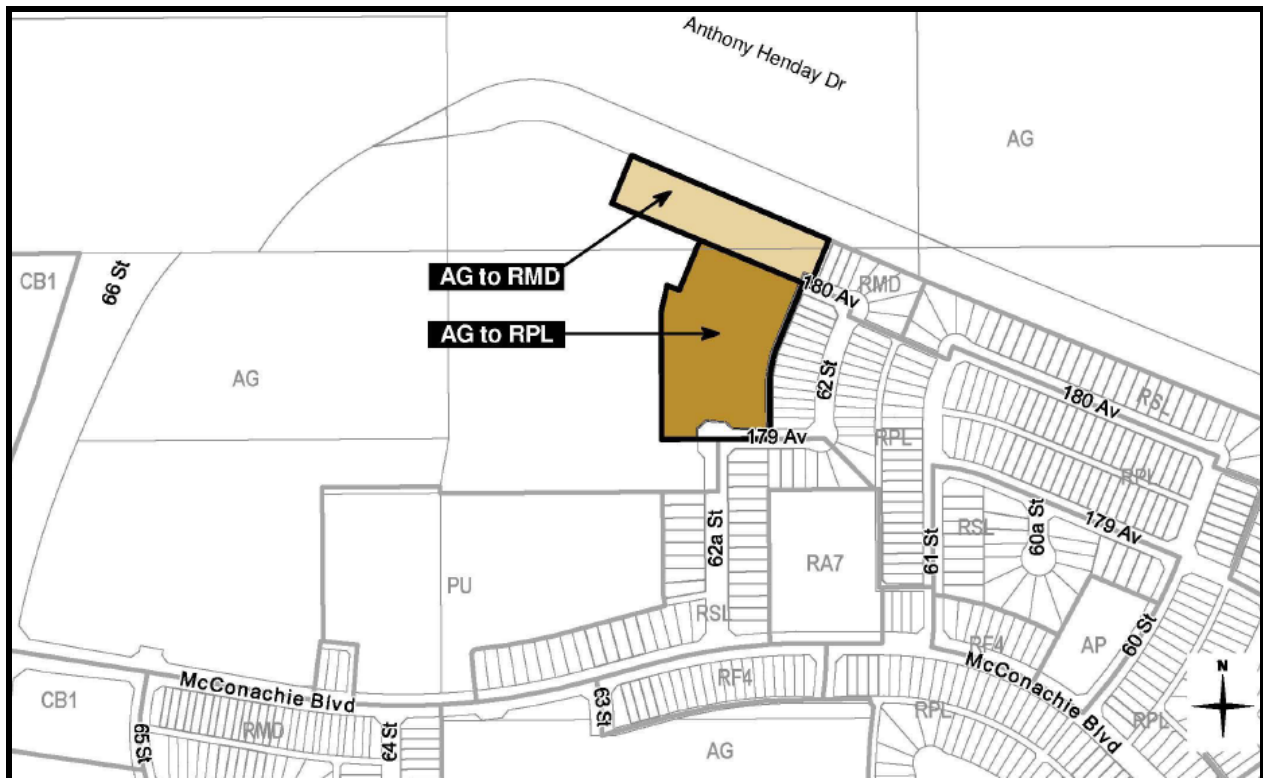 Anthony Henday Dr
AG
CB1
66 St
AG to RMD
180 Av
RMD
AG to RPL
AG
62 St
180 Av
RSL
179 Av
RPL
RPL
62a St
RSL
60a St
179 Av
61 St
PU
RA7
RSL
RF4
AP
60 St
N
CB1
McConachie Blvd
65 St
RMD
64 St
63 St
RF4
AG
RPL
McConachie Blvd
RPL